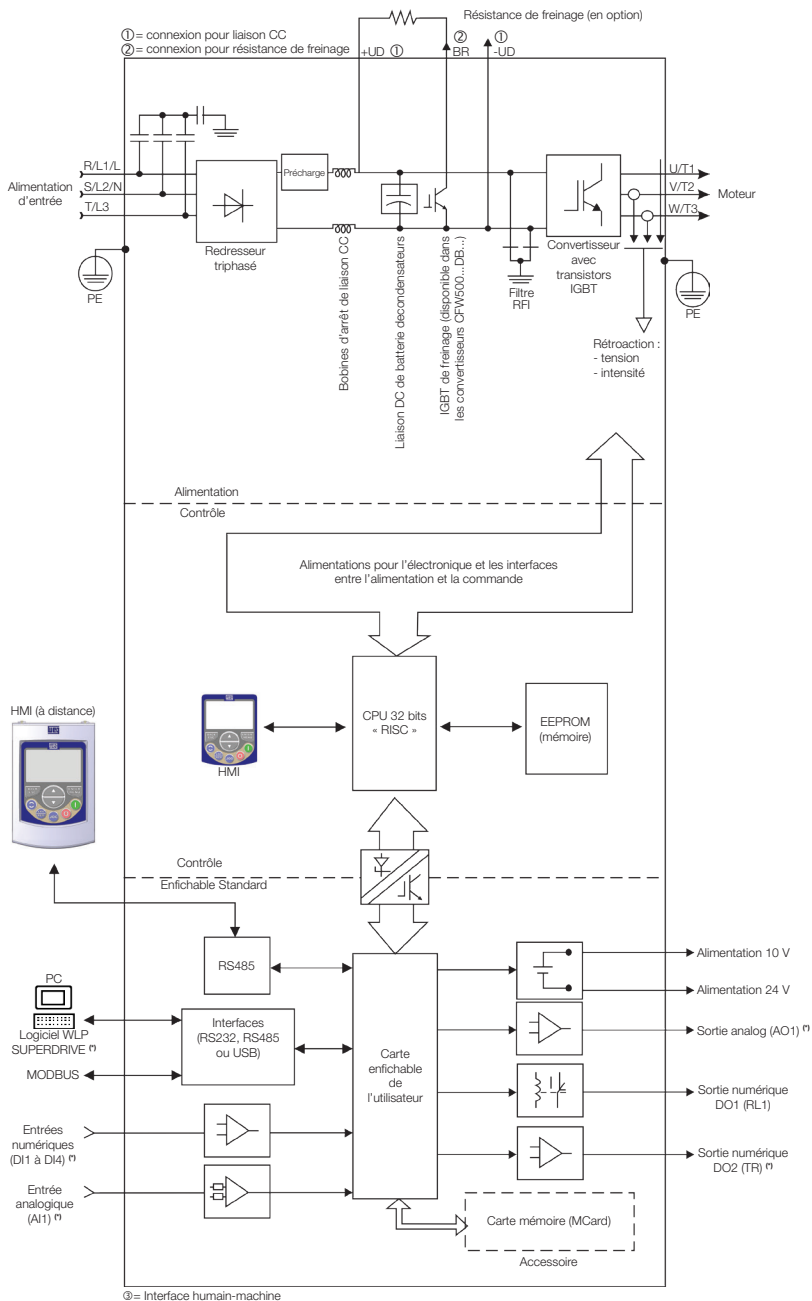 Résistance de freinage (en option)
①= connexion pour liaison CC
②= connexion pour résistance de freinage
+UD ①
②
BR
①
-UD
R/L1/L
S/L2/N
T/L3
Alimentation
d'entrée
PE
Précharge
Redresseur
triphasé
Bobines d'arrêt de liaison CC
Liaison DC de batterie decondensateurs
IGBT de freinage (disponible dans
les convertisseurs CFW500...DB...)
Filtre
RFI
Convertisseur
avec
transistors
IGBT
U/T1
V/T2
W/T3
Moteur
PE
Rétroaction :
- tension
- intensité
Alimentation
Contrôle
Alimentations pour l'électronique et les interfaces
entre l'alimentation et la commande
HMI (à distance)
HMI
CPU 32 bits
« RISC »
EEPROM
(mémoire)
Contrôle
Enfichable Standard
RS485
PC
Logiciel WLP
SUPERDRIVE (*)
MODBUS
Interfaces
(RS232, RS485
ou USB)
Entrées
numériques
(DI1 à DI4) (*)
Entrée
analogique
(AI1) (*)
Carte
enfichable
de
l'utilisateur
Alimentation 10 V
Alimentation 24 V
Sortie analog (AO1) (*)
Sortie numérique
DO1 (RL1)
Sortie numérique
DO2 (TR) (*)
Carte mémoire (MCard)
Accessoire
③= Interface humain-machine